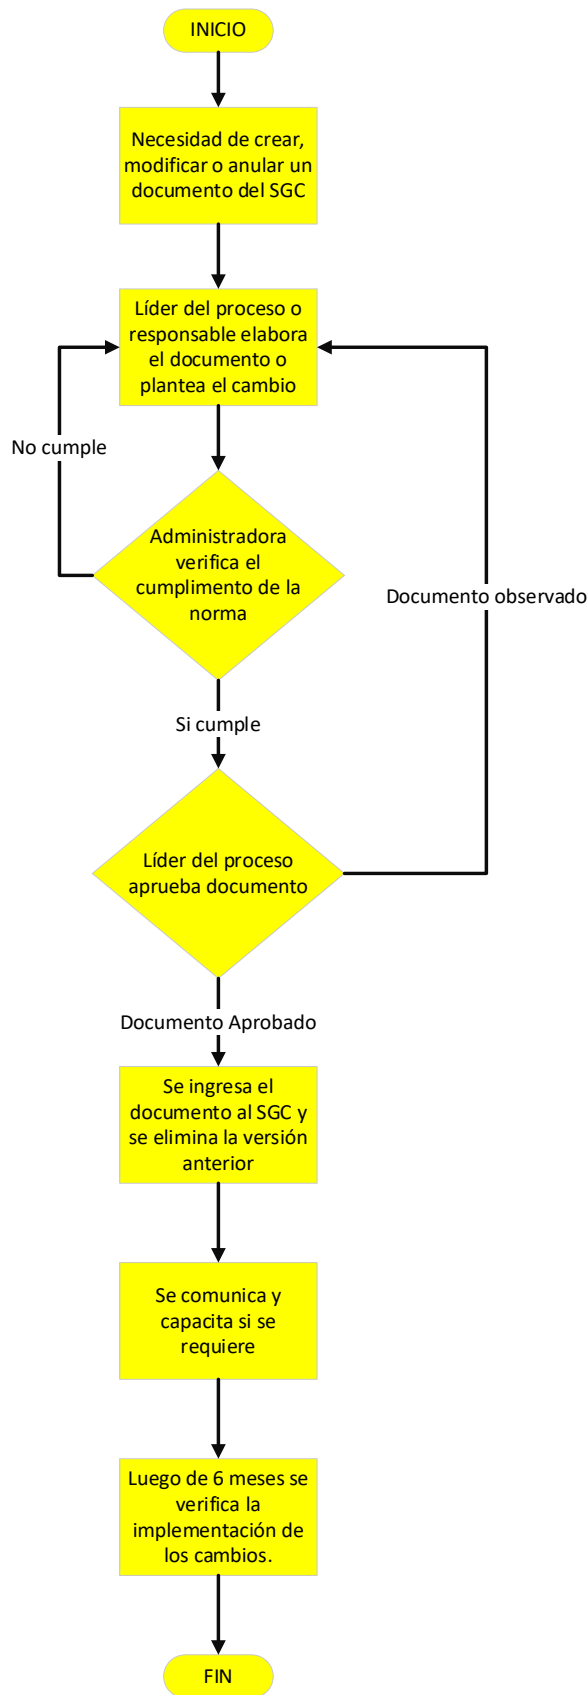 INICIO
Necesidad de crear,
modificar o anular un
documento del SGC
Líder del proceso o
responsable elabora
el documento o
plantea el cambio
No cumple
Administradora
verifica el
cumplimento de la
norma
Documento observado
Si cumple
Líder del proceso
aprueba documento
Documento Aprobado
Se ingresa el
documento al SGC y
se elimina la versión
anterior
Se comunica y
capacita si se
requiere
Luego de 6 meses se
verifica la
implementación de
los cambios.
FIN